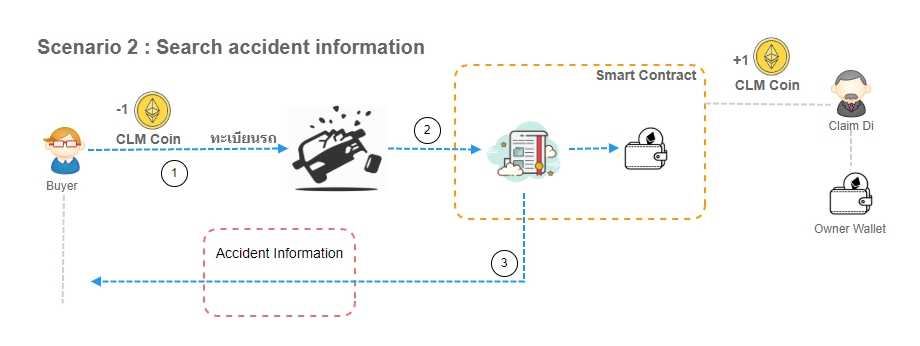 Scenario 2 : Search accident information
Smart Contract
+1
CLM Coin
-1
CLM Coin
ทะเบียนรถ
1
2
Buyer
Claim Di
Owner Wallet
Accident Information
3